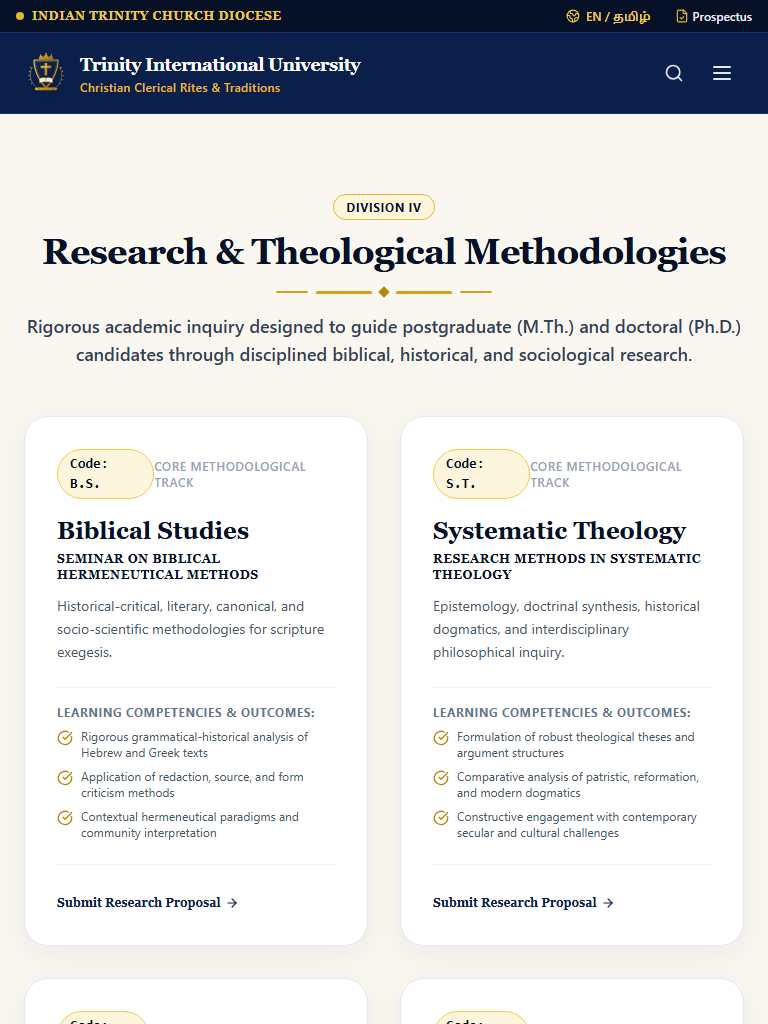 INDIAN TRINITY CHURCH DIOCESE
EN / தமிழ்
Prospectus
Trinity International University
Christian Clerical Rites & Traditions
DIVISION IV
Research & Theological Methodologies
Rigorous academic inquiry designed to guide postgraduate (M.Th.) and doctoral (Ph.D.)
candidates through disciplined biblical, historical, and sociological research.
Code:
B.S.
CORE METHODOLOGICAL
TRACK
Biblical Studies
SEMINAR ON BIBLICAL
HERMENEUTICAL METHODS
Historical-critical, literary, canonical, and
socio-scientific methodologies for scripture
exegesis.
LEARNING COMPETENCIES & OUTCOMES:
Rigorous grammatical-historical analysis of
Hebrew and Greek texts
Application of redaction, source, and form
criticism methods
Contextual hermeneutical paradigms and
community interpretation
Submit Research Proposal →
Code:
S.T.
CORE METHODOLOGICAL
TRACK
Systematic Theology
RESEARCH METHODS IN SYSTEMATIC
THEOLOGY
Epistemology, doctrinal synthesis, historical
dogmatics, and interdisciplinary
philosophical inquiry.
LEARNING COMPETENCIES & OUTCOMES:
Formulation of robust theological theses and
argument structures
Comparative analysis of patristic, reformation,
and modern dogmatics
Constructive engagement with contemporary
secular and cultural challenges
Submit Research Proposal →
Code:
Code: